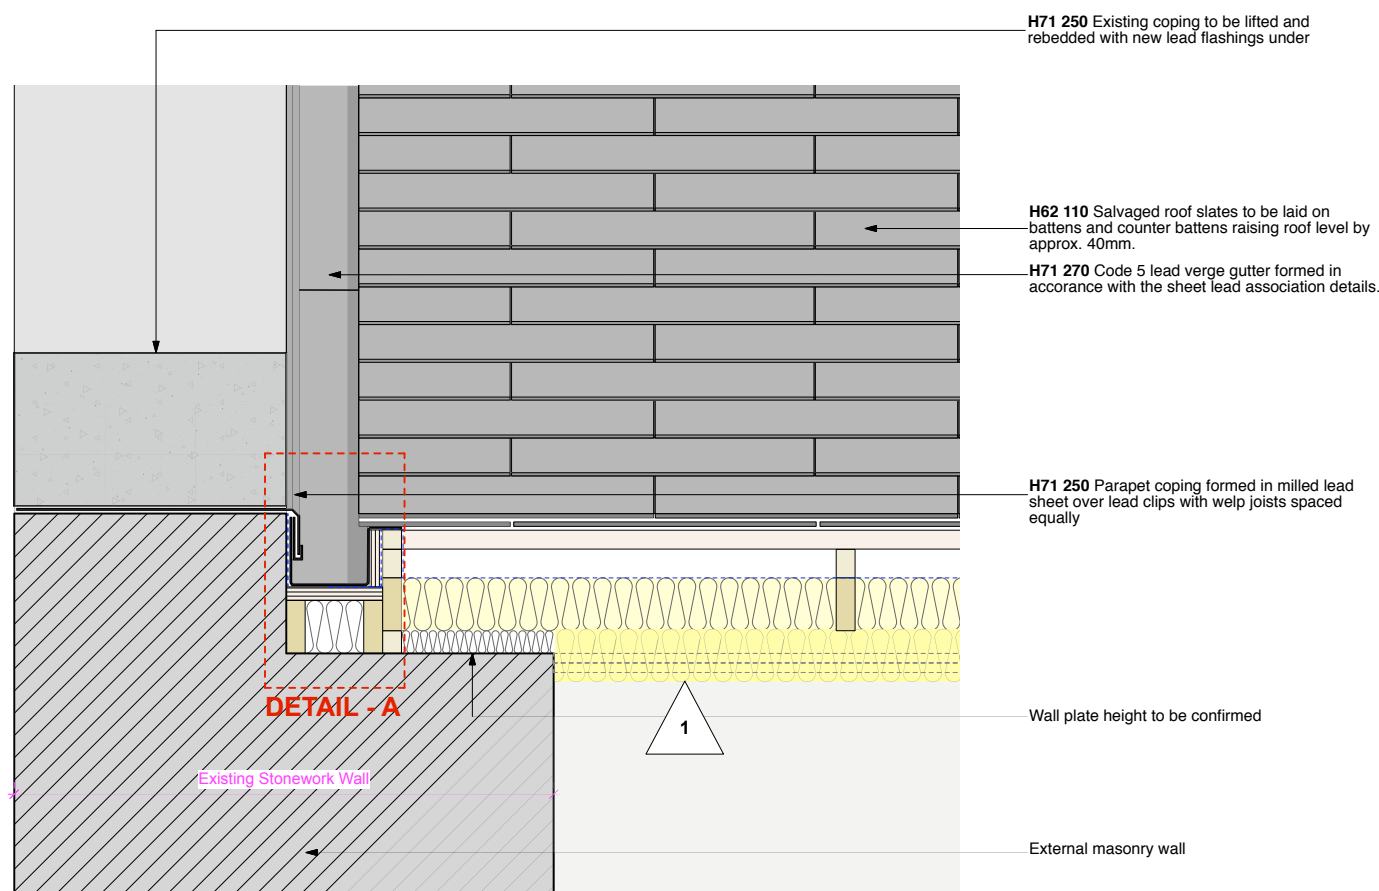 H71 250 Existing coping to be lifted and
rebedded with new lead flashings under
H62 110 Salvaged roof slates to be laid on
battens and counter battens raising roof level by
approx. 40mm.
H71 270 Code 5 lead verge gutter formed in
accorance with the sheet lead association details.
H71 250 Parapet coping formed in milled lead
sheet over lead clips with welp joists spaced
equally
DETAIL - A
1
Wall plate height to be confirmed
Existing Stonework Wall
External masonry wall